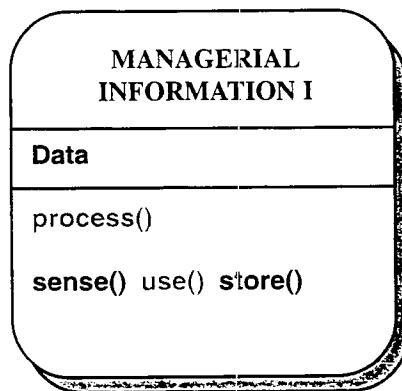 MANAGERIAL
INFORMATION I
Data
process()
sense() use() store()